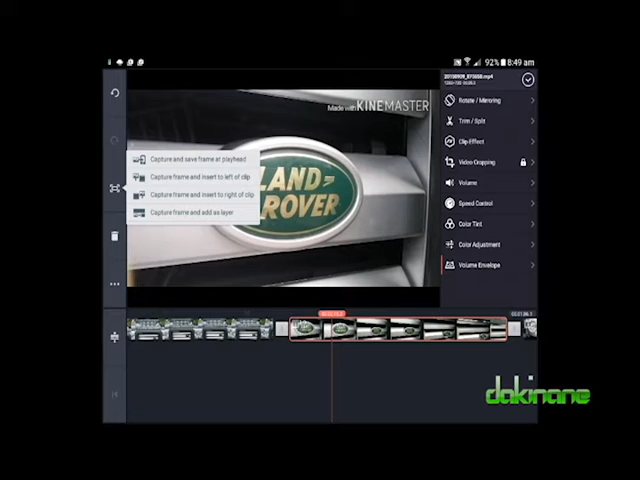 92% 8:49 am
Made with KINEMASTER
LAND-
ROVER
Capture and save frame at playhead
Capture frame and insert to left of clip
Capture frame and insert to right of clip
Capture frame and add as layer
Rotate / Mirroring
Trim / Split
Clip Effect
Video Cropping
Volume
Speed Control
Color Tint
Color Adjustment
Volume Envelope
dakinane